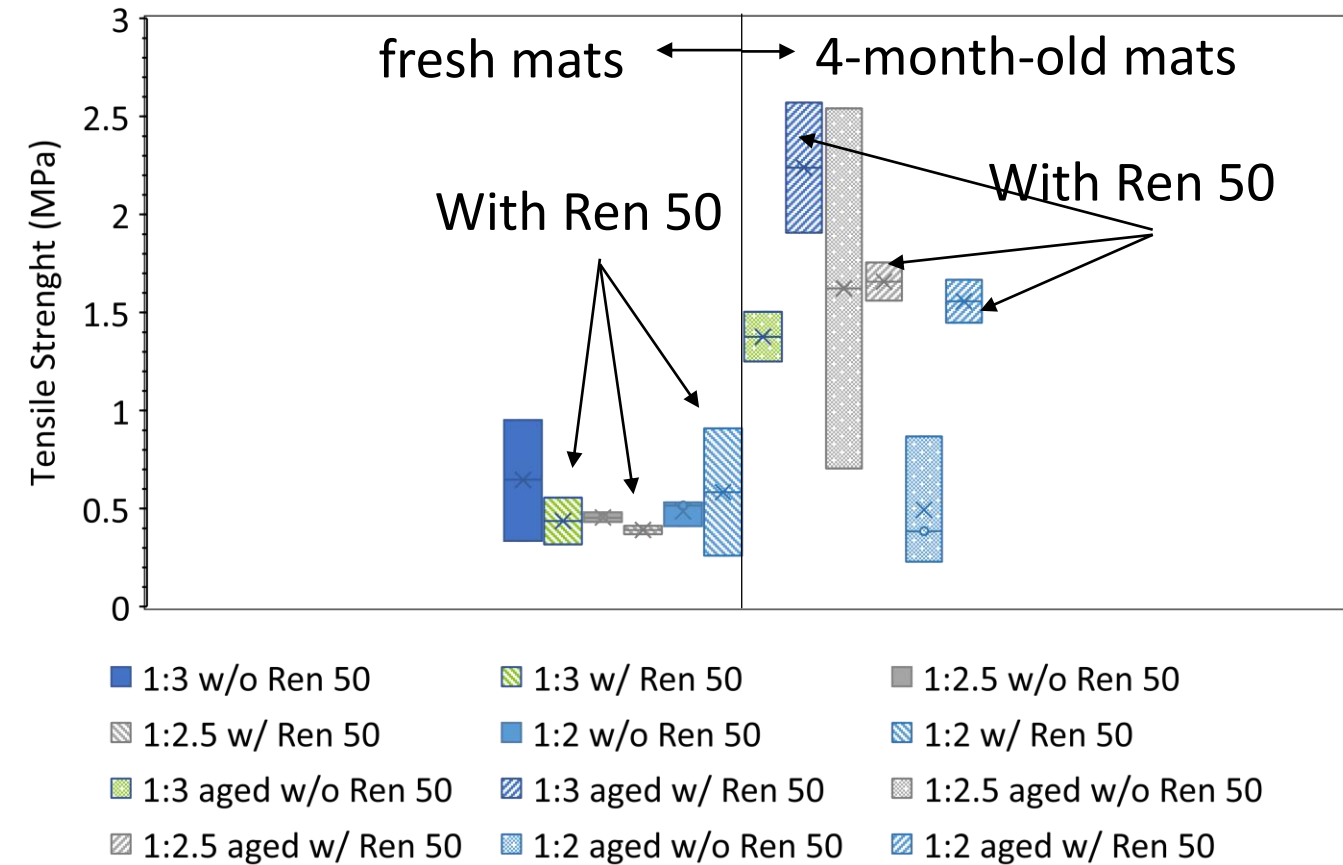 3
fresh mats
4-month-old mats
2.5
With Ren 50
2
With Ren 50
1.5
1
0.5
0
Tensile Strenght (MPa)
1:3 w/o Ren 50
1:3 w/ Ren 50
1:2.5 w/o Ren 50
1:2.5 w/ Ren 50
1:2 w/o Ren 50
1:2 w/ Ren 50
1:3 aged w/o Ren 50
1:3 aged w/ Ren 50
1:2.5 aged w/o Ren 50
1:2.5 aged w/ Ren 50
1:2 aged w/o Ren 50
1:2 aged w/ Ren 50